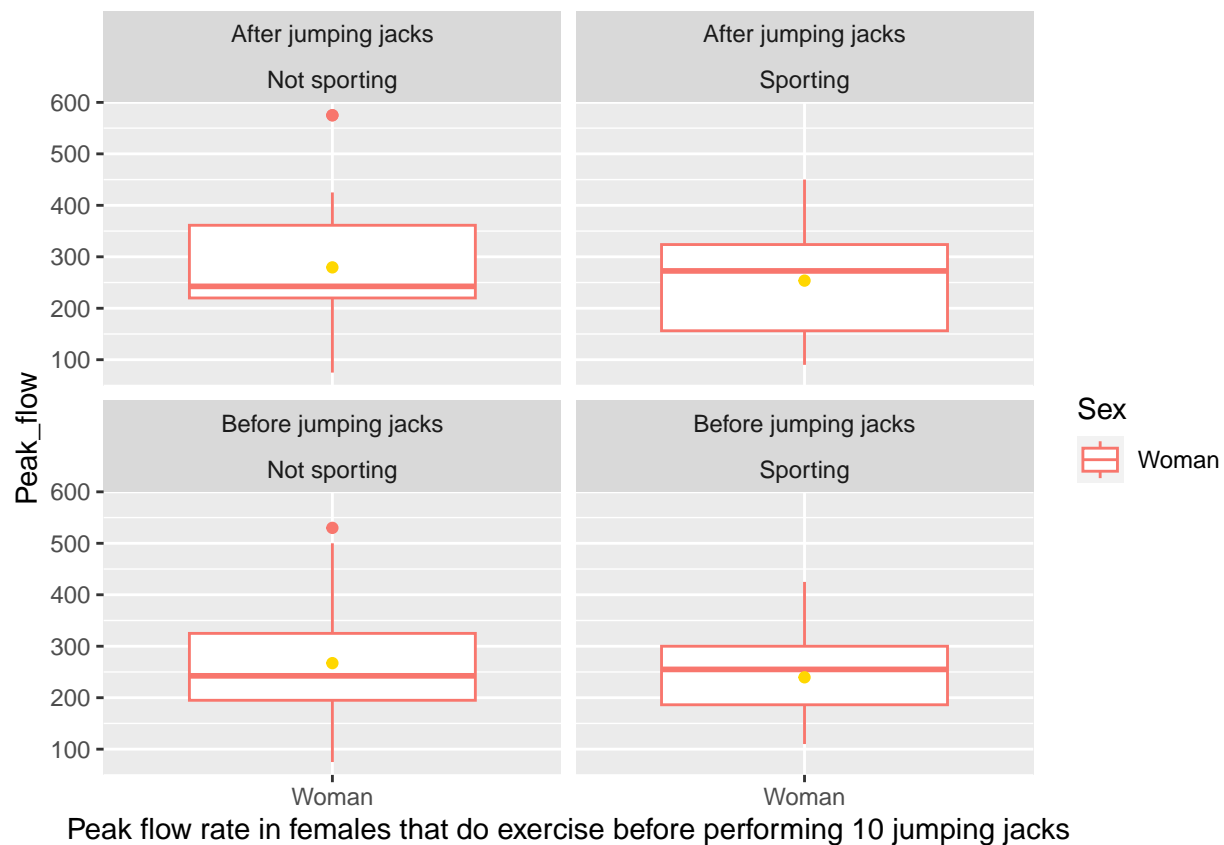 After jumping jacks
Not sporting
After jumping jacks
Sporting
600
500
400
300
200
100
Peak_flow
Before jumping jacks
Not sporting
Before jumping jacks
Sporting
600
500
400
300
200
100
Woman
Woman
Peak flow rate in females that do exercise before performing 10 jumping jacks
Sex
Woman